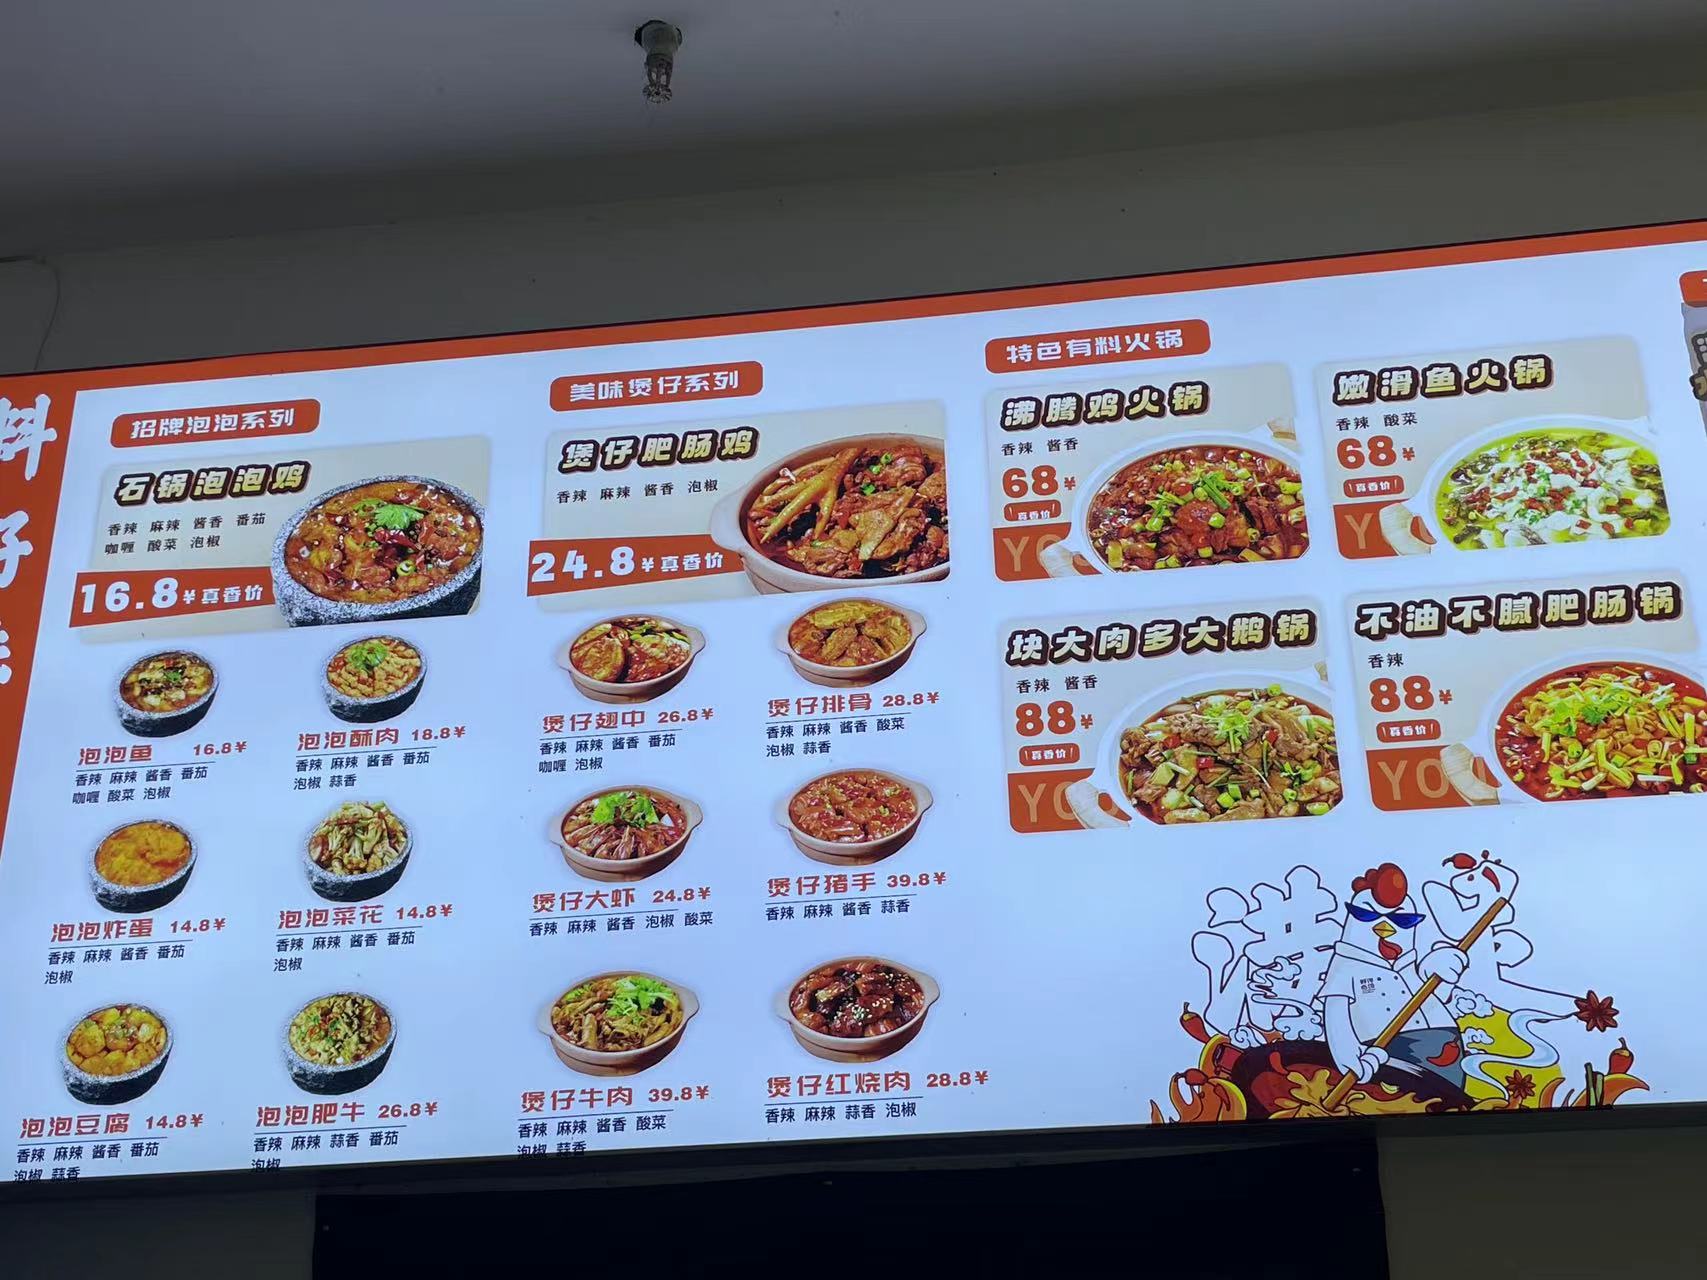 料
好
招牌泡泡系列
石锅泡泡鸡
香辣 麻辣 酱香 番茄
咖喱 酸菜 泡椒
16.8¥真香价
泡泡鱼 16.8¥
香辣 麻辣 酱香 番茄
咖喱 酸菜 泡椒
泡泡酥肉 18.8¥
香辣 麻辣 酱香 番茄
泡椒 蒜香
泡泡炸蛋 14.8¥
香辣 麻辣 酱香 番茄
泡椒
泡泡菜花 14.8¥
香辣 麻辣 酱香 番茄
泡椒
泡泡豆腐 14.8¥
香辣 麻辣 酱香 番茄
泡椒 蒜香
泡泡肥牛 26.8¥
香辣 麻辣 蒜香 番茄
泡椒
美味煲仔系列
煲仔肥肠鸡
香辣 麻辣 酱香 泡椒
24.8¥真香价
煲仔翅中 26.8¥
香辣 麻辣 酱香 番茄
咖喱 泡椒
煲仔排骨 28.8¥
香辣 麻辣 酱香 酸菜
泡椒 蒜香
煲仔大虾 24.8¥
香辣 麻辣 酱香 泡椒 酸菜
煲仔猪手 39.8¥
香辣 麻辣 酱香 蒜香
煲仔牛肉 39.8¥
香辣 麻辣 酱香 酸菜
泡椒 蒜香
煲仔红烧肉 28.8¥
香辣 麻辣 蒜香 泡椒
特色有料火锅
沸腾鸡火锅
香辣 酱香
68¥
真香价
YO
嫩滑鱼火锅
香辣 酸菜
68¥
真香价
Y
块大肉多大鹅锅
香辣 酱香
88¥
真香价
YO
不油不腻肥肠锅
香辣
88¥
真香价
YO